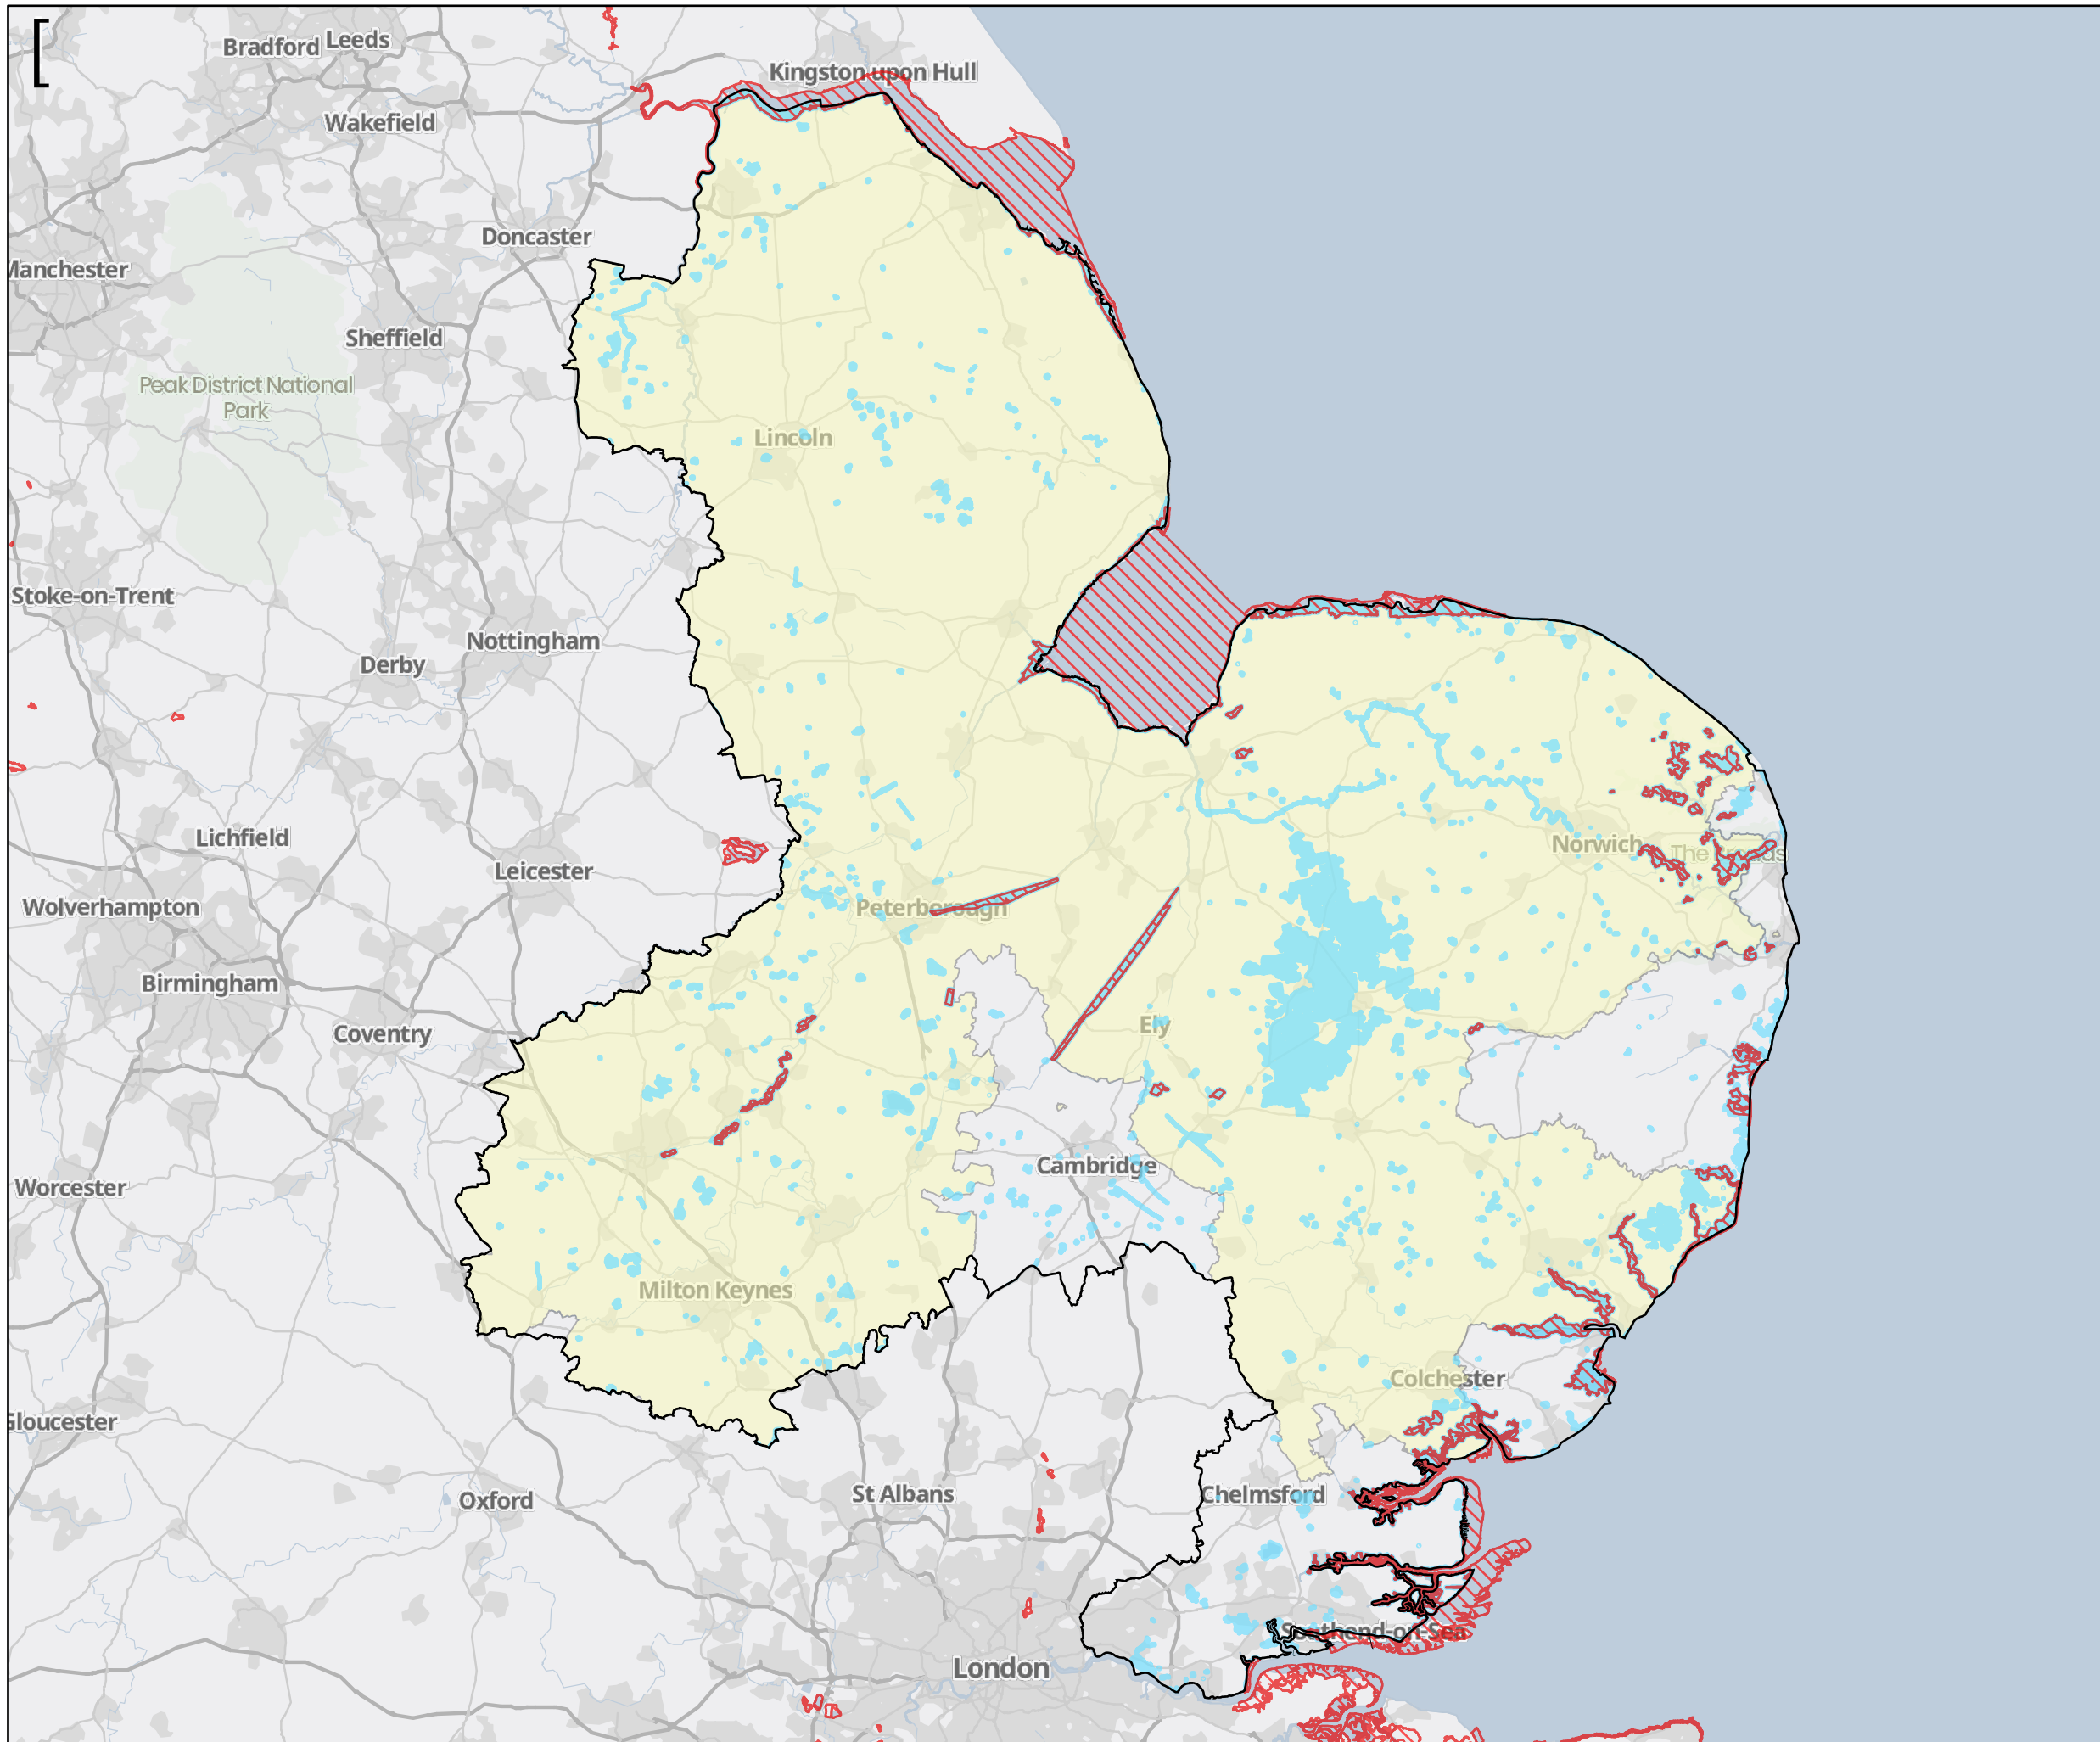 [
Bradford
Leeds
Kingston upon Hull
Wakefield
Doncaster
Manchester
Sheffield
Peak District National
Park
Lincoln
Stoke-on-Trent
Nottingham
Derby
Lichfield
Norwich
The Broads
Leicester
Wolverhampton
Peterborough
Birmingham
Ely
Coventry
Cambridge
Worcester
Milton Keynes
Colchester
Gloucester
Oxford
St Albans
Chelmsford
Southend-on-Sea
London